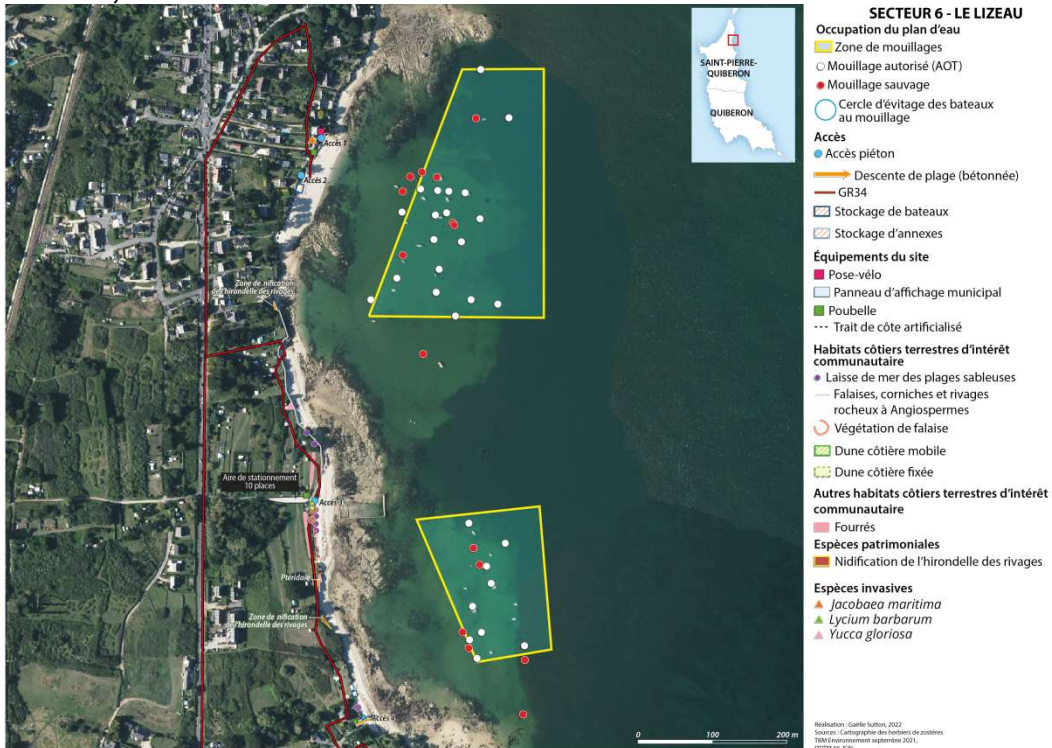 SECTEUR 6 - LE LIZEAU
Occupation du plan d'eau
Zone de mouillages
Mouillage autorisé (AOT)
Mouillage sauvage
Cercle d'évitage des bateaux
au mouillage
Accès
Accès piéton
Descente de plage (bétonnée)
GR34
Stockage de bateaux
Stockage d'annexes
Équipements du site
Pose-vélo
Panneau d'affichage municipal
Poubelle
Trait de côte artificialisé
Habitats côtiers terrestres d'intérêt
communautaire
Laisse de mer des plages sableuses
Falaises, corniches et rivages
rocheux à Angiospermes
Végétation de falaise
Dune côtière mobile
Dune côtière fixée
Autres habitats côtiers terrestres d'intérêt
communautaire
Fourrés
Espèces patrimoniales
Nidification de l'hirondelle des rivages
Espèces invasives
Jacobaea maritima
Lycium barbarum
Yucca gloriosa
Réalisation : Gaëlle Sutton, 2022
Sources : Cartographie des herbiers de zostères
TBM Environnement septembre 2021,
SAINT-PIERRE-
QUIBERON
QUIBERON
Accès 1
Accès 2
Zone de nification
de l'hirondelle des rivages
Aire de stationnement
10 places
Accès 3
Pteridaie
Zone de nification
de l'hirondelle des rivages
Accès 4
0 100 200 m